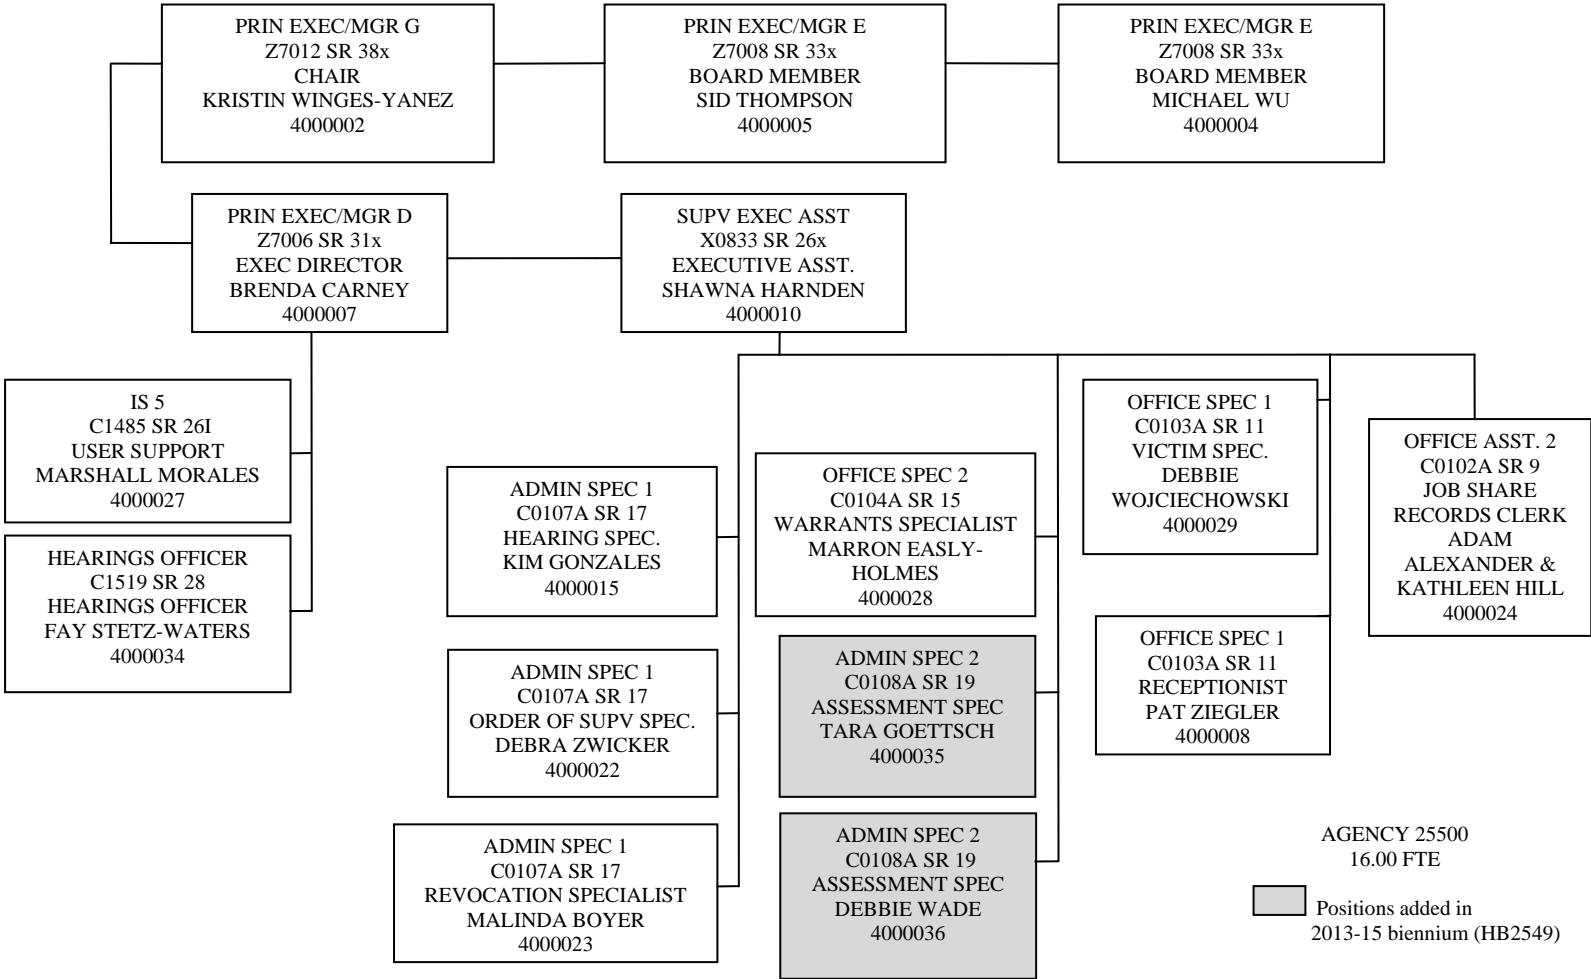 PRIN EXEC/MGR G
Z7012 SR 38x
CHAIR
KRISTIN WINGES-YANEZ
4000002
PRIN EXEC/MGR E
Z7008 SR 33x
BOARD MEMBER
SID THOMPSON
4000005
PRIN EXEC/MGR E
Z7008 SR 33x
BOARD MEMBER
MICHAEL WU
4000004
PRIN EXEC/MGR D
Z7006 SR 31x
EXEC DIRECTOR
BRENDA CARNEY
4000007
SUPV EXEC ASST
X0833 SR 26x
EXECUTIVE ASST.
SHAWNA HARNDEN
4000010
IS 5
C1485 SR 26I
USER SUPPORT
MARSHALL MORALES
4000027
HEARINGS OFFICER
C1519 SR 28
HEARINGS OFFICER
FAY STETZ-WATERS
4000034
ADMIN SPEC 1
C0107A SR 17
HEARING SPEC.
KIM GONZALES
4000015
ADMIN SPEC 1
C0107A SR 17
ORDER OF SUPV SPEC.
DEBRA ZWICKER
4000022
ADMIN SPEC 1
C0107A SR 17
REVOCATION SPECIALIST
MALINDA BOYER
4000023
OFFICE SPEC 2
C0104A SR 15
WARRANTS SPECIALIST
MARRON EASLY-
HOLMES
4000028
ADMIN SPEC 2
C0108A SR 19
ASSESSMENT SPEC
TARA GOETTSCH
4000035
ADMIN SPEC 2
C0108A SR 19
ASSESSMENT SPEC
DEBBIE WADE
4000036
OFFICE SPEC 1
C0103A SR 11
VICTIM SPEC.
DEBBIE
WOJCIECHOWSKI
4000029
OFFICE SPEC 1
C0103A SR 11
RECEPTIONIST
PAT ZIEGLER
4000008
OFFICE ASST. 2
C0102A SR 9
JOB SHARE
RECORDS CLERK
ADAM
ALEXANDER &
KATHLEEN HILL
4000024
AGENCY 25500
16.00 FTE
Positions added in
2013-15 biennium (HB2549)